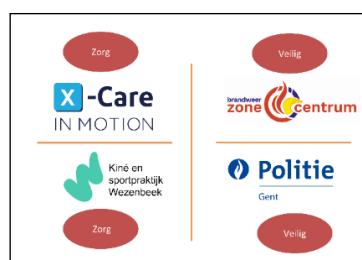 Zorg
X-Care
IN MOTION
Kiné en
sportpraktijk
Wezenbeek
Zorg
Veilig
brandweer
zone centrum
Politie
Gent
Veilig